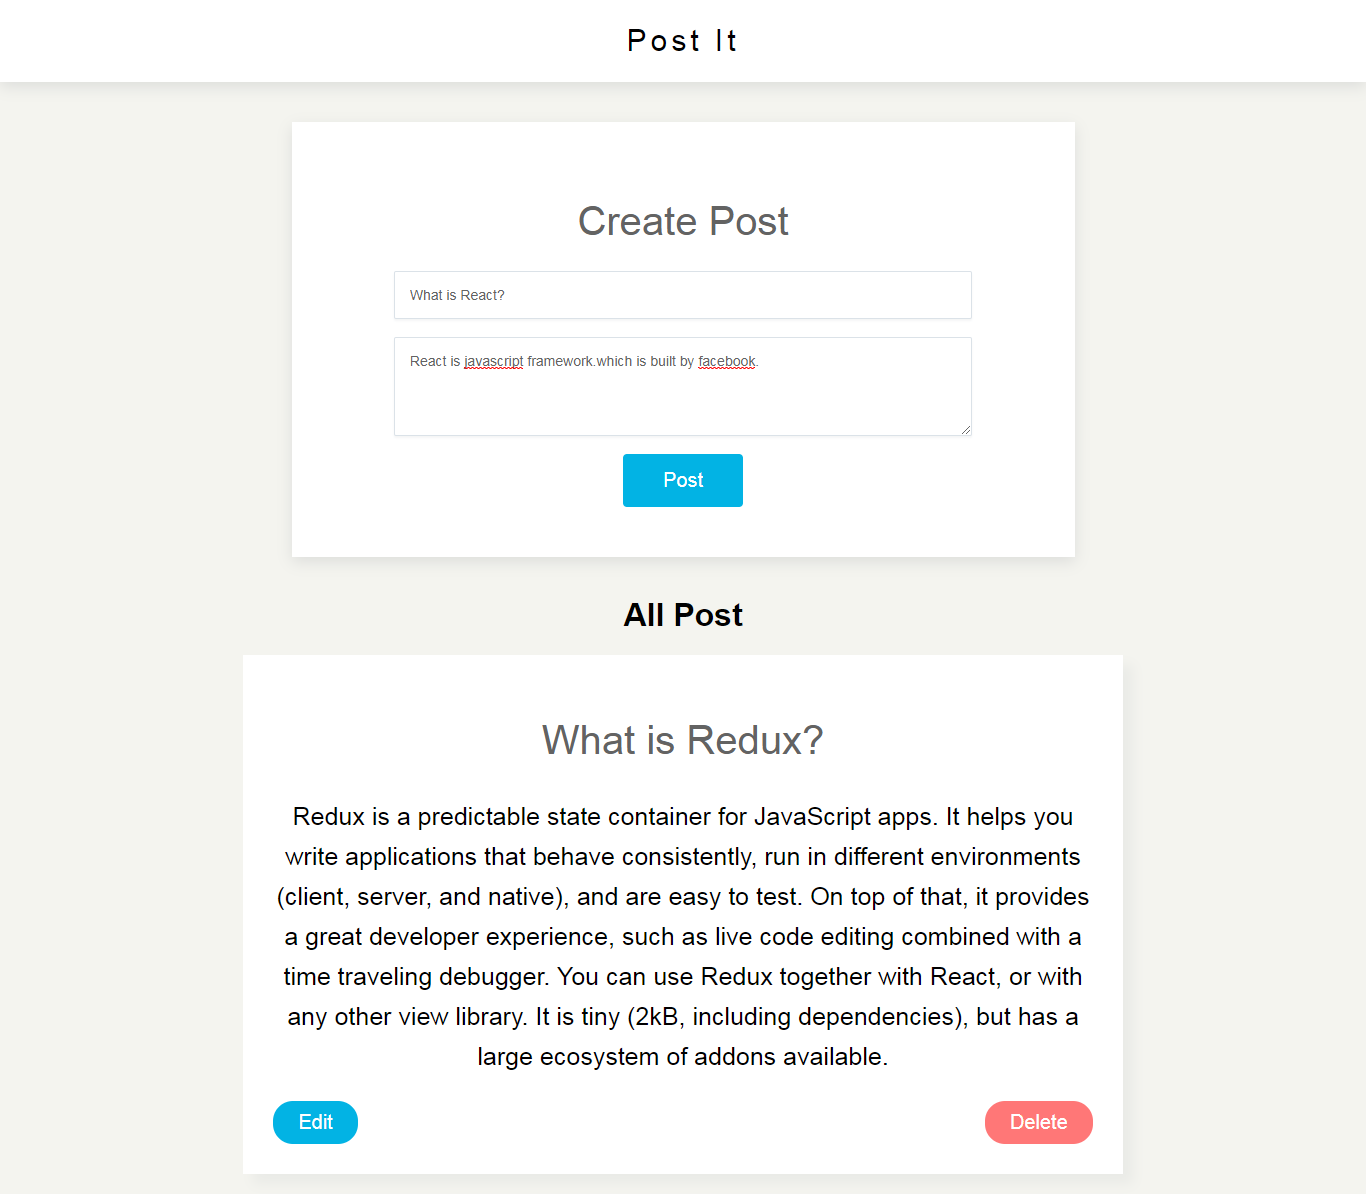 Post It
Create Post
What is React?
React is javascript framework.which is built by facebook.
Post
All Post
What is Redux?
Redux is a predictable state container for JavaScript apps. It helps you
write applications that behave consistently, run in different environments
(client, server, and native), and are easy to test. On top of that, it provides
a great developer experience, such as live code editing combined with a
time traveling debugger. You can use Redux together with React, or with
any other view library. It is tiny (2kB, including dependencies), but has a
large ecosystem of addons available.
Edit
Delete